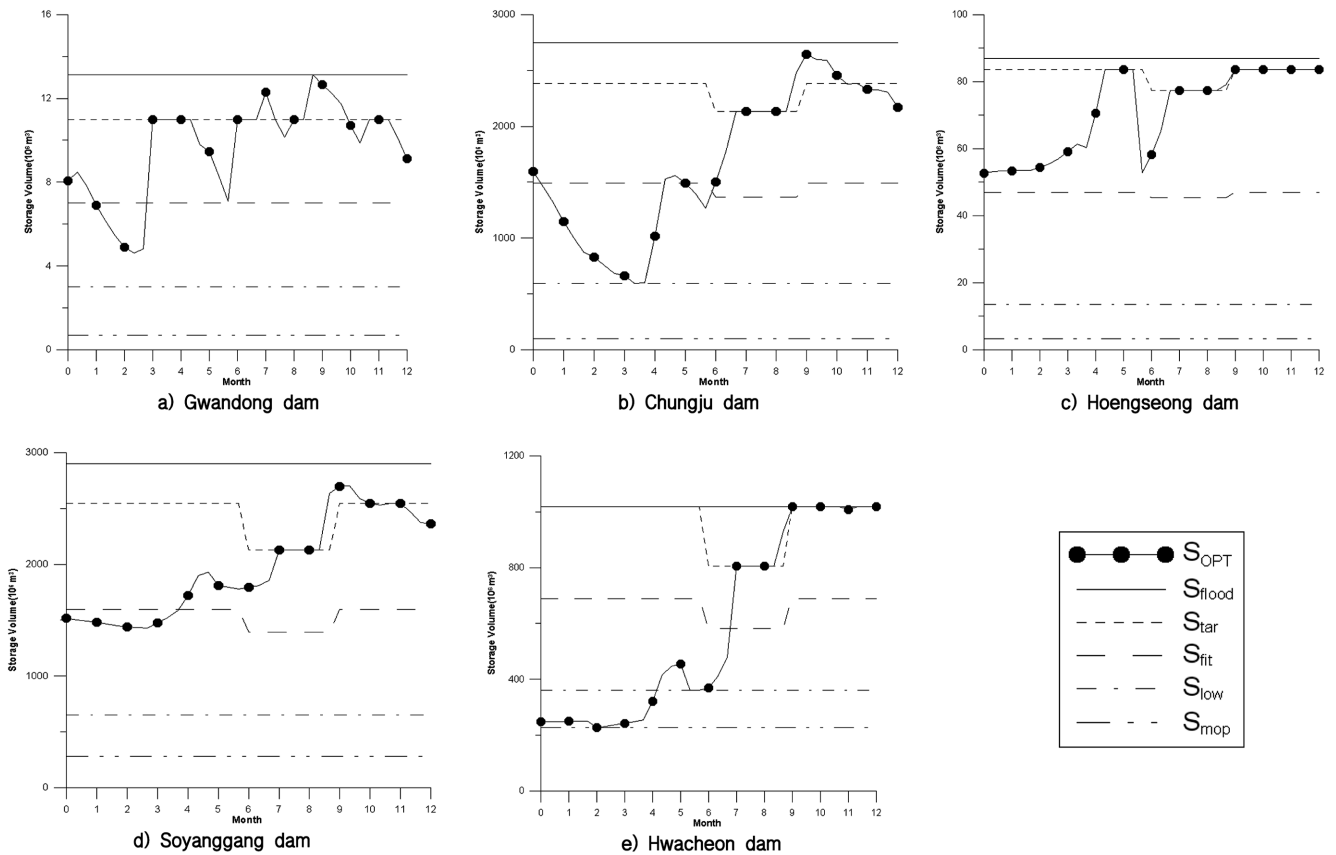 16
12
8
4
0
Storage Volume(10⁶ m³)
0 1 2 3 4 5 6 7 8 9 10 11 12
Month
a) Gwandong dam
3000
2000
1000
0
Storage Volume(10⁶ m³)
0 1 2 3 4 5 6 7 8 9 10 11 12
Month
b) Chungju dam
100
80
60
40
20
0
Storage Volume(10⁶ m³)
0 1 2 3 4 5 6 7 8 9 10 11 12
Month
c) Hoengseong dam
3000
2000
1000
0
Storage Volume(10⁶ m³)
0 1 2 3 4 5 6 7 8 9 10 11 12
Month
d) Soyanggang dam
1200
800
400
0
Storage Volume(10⁶ m³)
0 1 2 3 4 5 6 7 8 9 10 11 12
Month
e) Hwacheon dam
S_OPT
S_flood
S_tar
S_fit
S_low
S_mop